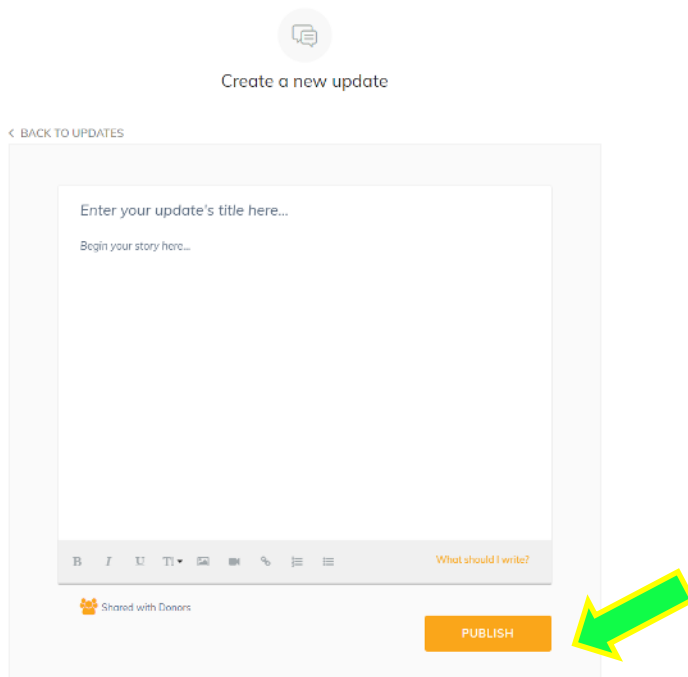 Create a new update
< BACK TO UPDATES
Enter your update's title here...
Begin your story here...
B I U T1
What should I write?
Shared with Donors
PUBLISH